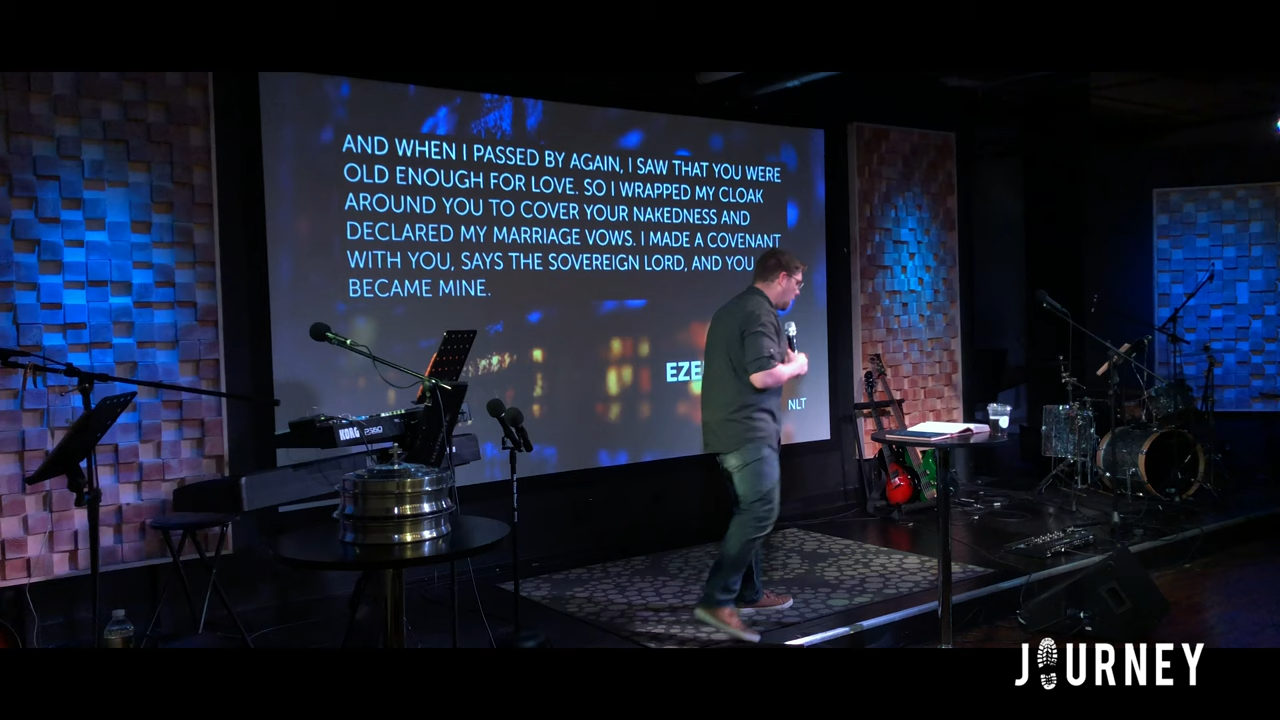 AND WHEN I PASSED BY AGAIN, I SAW THAT YOU WERE
OLD ENOUGH FOR LOVE. SO I WRAPPED MY CLOAK
AROUND YOU TO COVER YOUR NAKEDNESS AND
DECLARED MY MARRIAGE VOWS. I MADE A COVENANT
WITH YOU, SAYS THE SOVEREIGN LORD, AND YOU
BECAME MINE.
NLT
KORG
JOURNEY